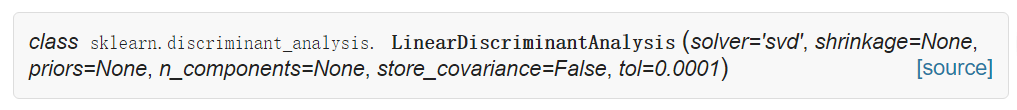 class sklearn.discriminant_analysis. LinearDiscriminantAnalysis (solver='svd', shrinkage=None,
priors=None, n_components=None, store_covariance=False, tol=0.0001) [source]